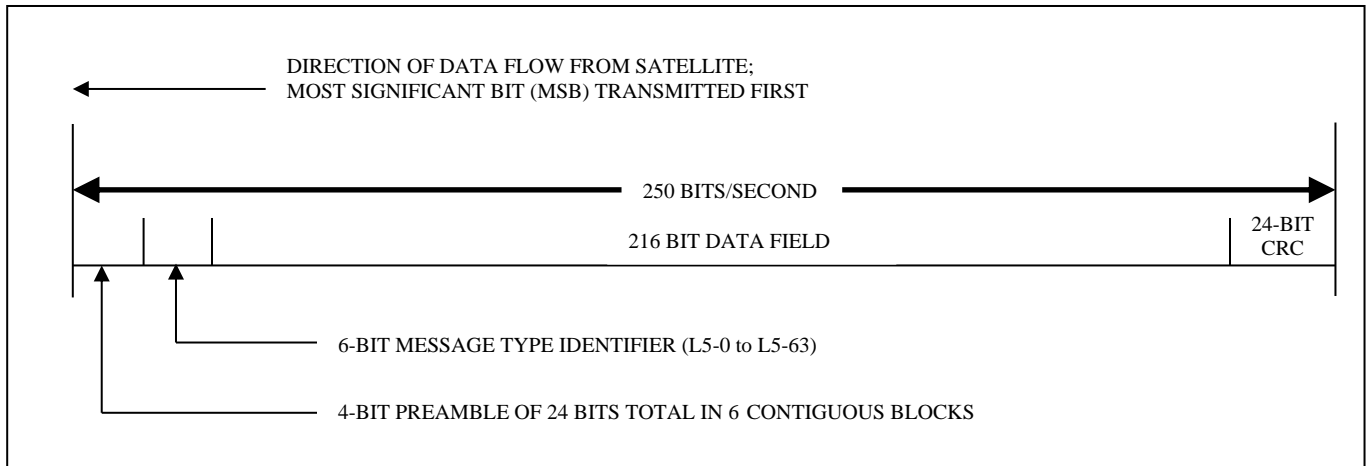 DIRECTION OF DATA FLOW FROM SATELLITE;
MOST SIGNIFICANT BIT (MSB) TRANSMITTED FIRST
250 BITS/SECOND
216 BIT DATA FIELD
24-BIT
CRC
6-BIT MESSAGE TYPE IDENTIFIER (L5-0 to L5-63)
4-BIT PREAMBLE OF 24 BITS TOTAL IN 6 CONTIGUOUS BLOCKS